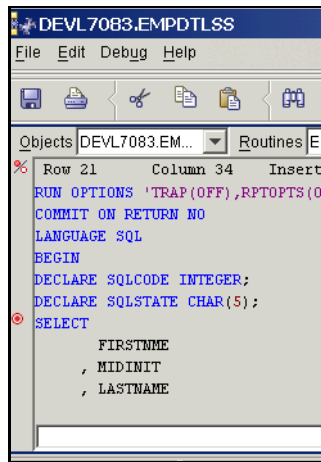 DEVL7083.EMPDTLSS
File Edit Debug Help
Objects DEVL7083.EM... Routines E
Row 21 Column 34 Insert
RUN OPTIONS 'TRAP(OFF),RPTOPTS(O
COMMIT ON RETURN NO
LANGUAGE SQL
BEGIN
DECLARE SQLCODE INTEGER;
DECLARE SQLSTATE CHAR(5);
SELECT
FIRSTNME
, MIDINIT
, LASTNAME